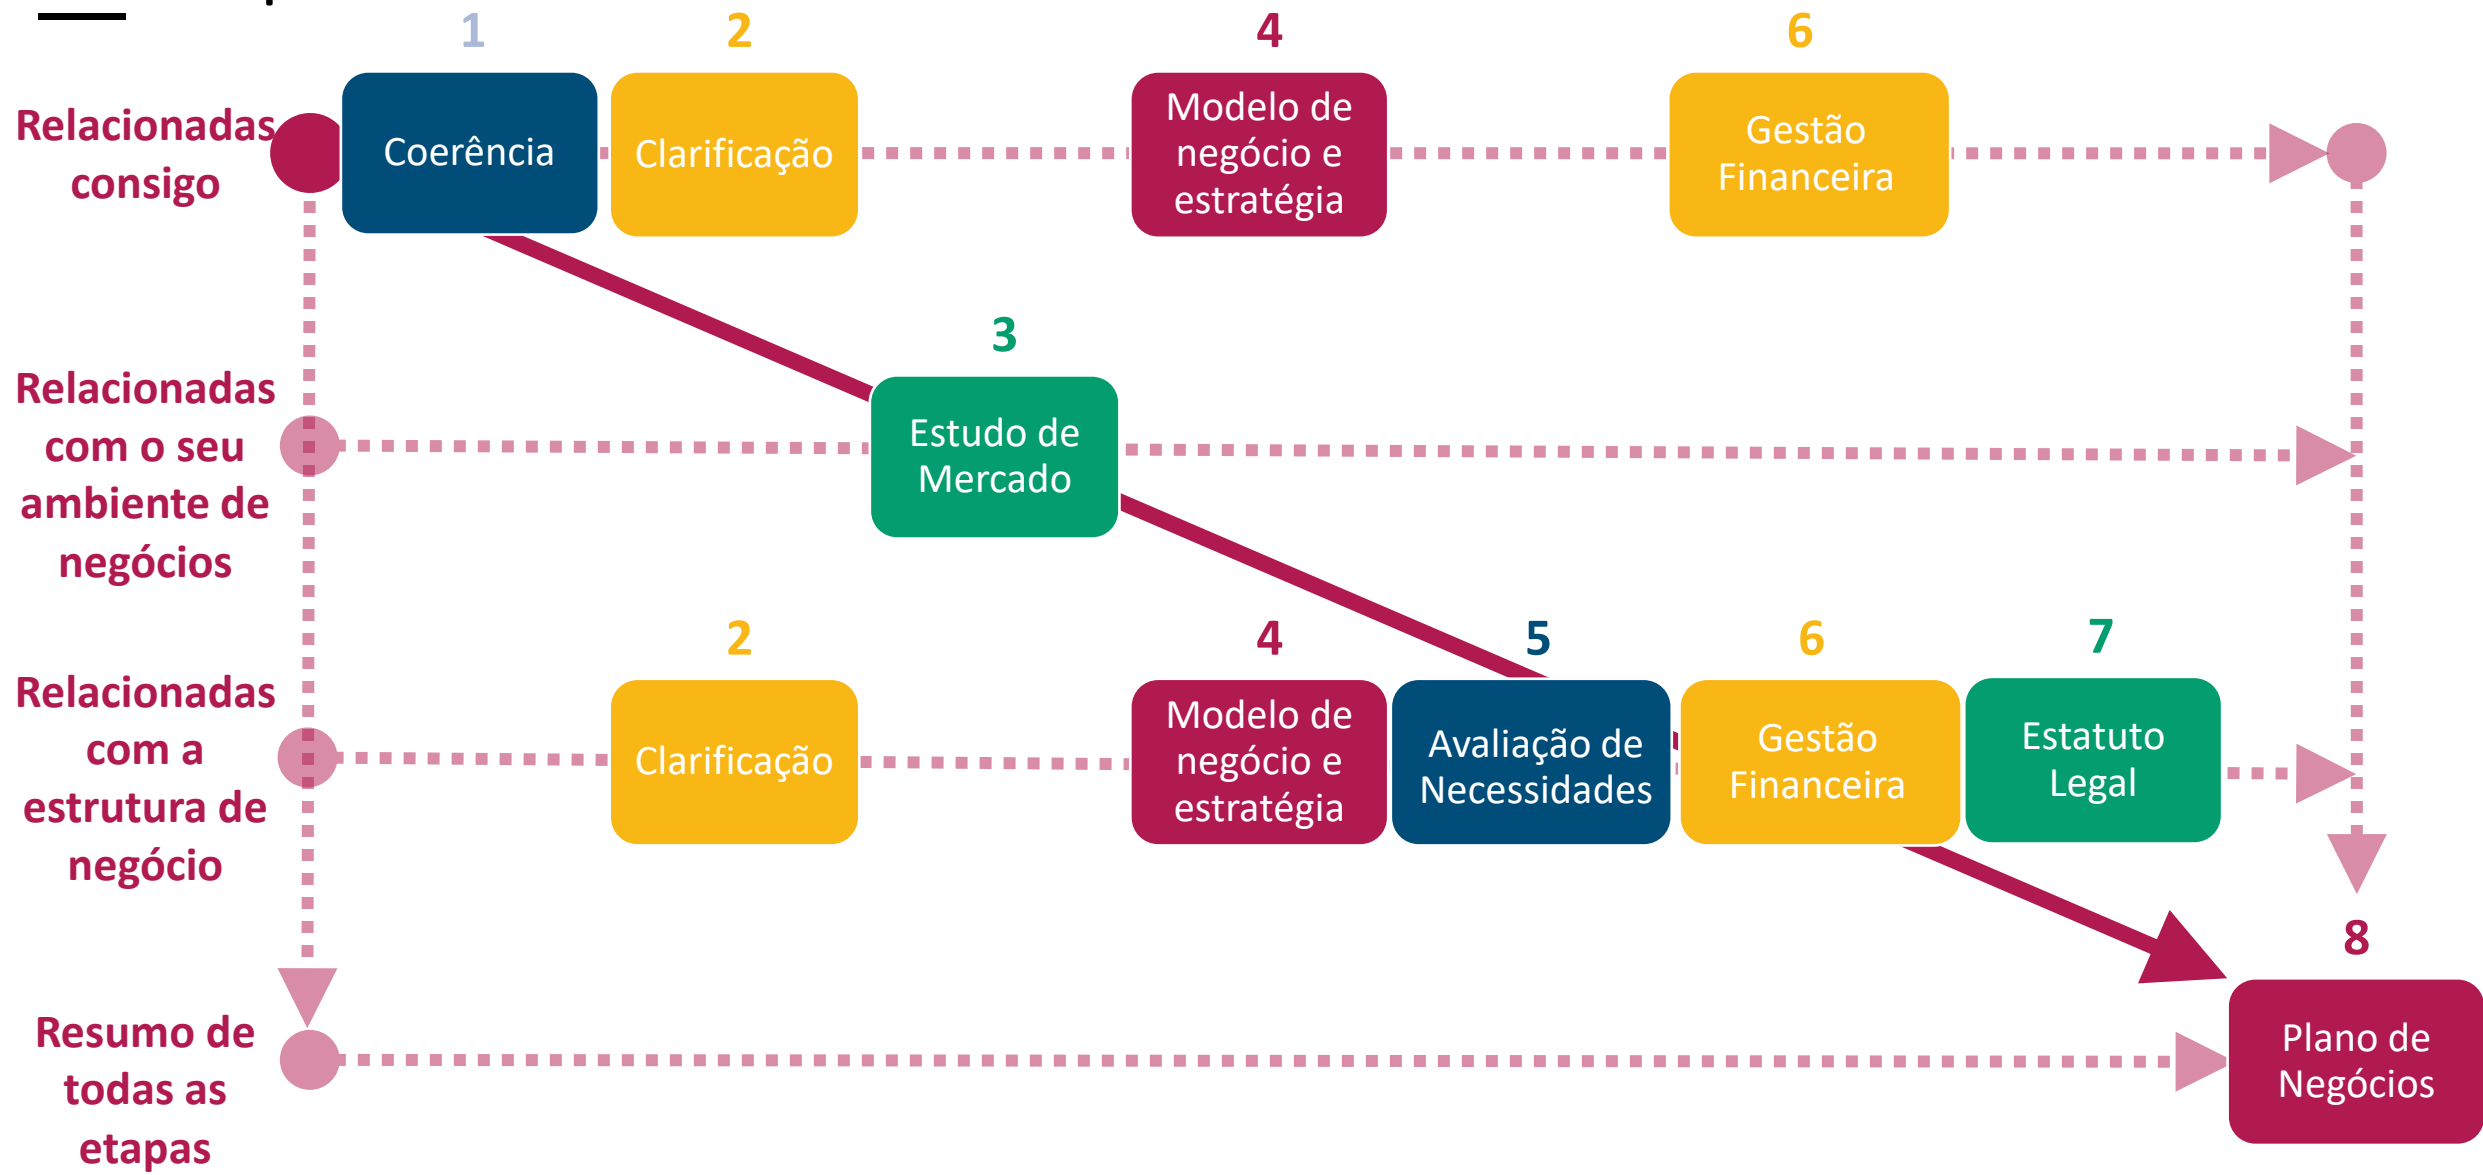 1
2
4
6
Relacionadas
consigo
Coerência
Clarificação
Modelo de
negócio e
estratégia
Gestão
Financeira
3
Relacionadas
com o seu
ambiente de
negócios
Estudo de
Mercado
2
4
5
6
7
Relacionadas
com a
estrutura de
negócio
Clarificação
Modelo de
negócio e
estratégia
Avaliação de
Necessidades
Gestão
Financeira
Estatuto
Legal
8
Resumo de
todas as
etapas
Plano de
Negócios